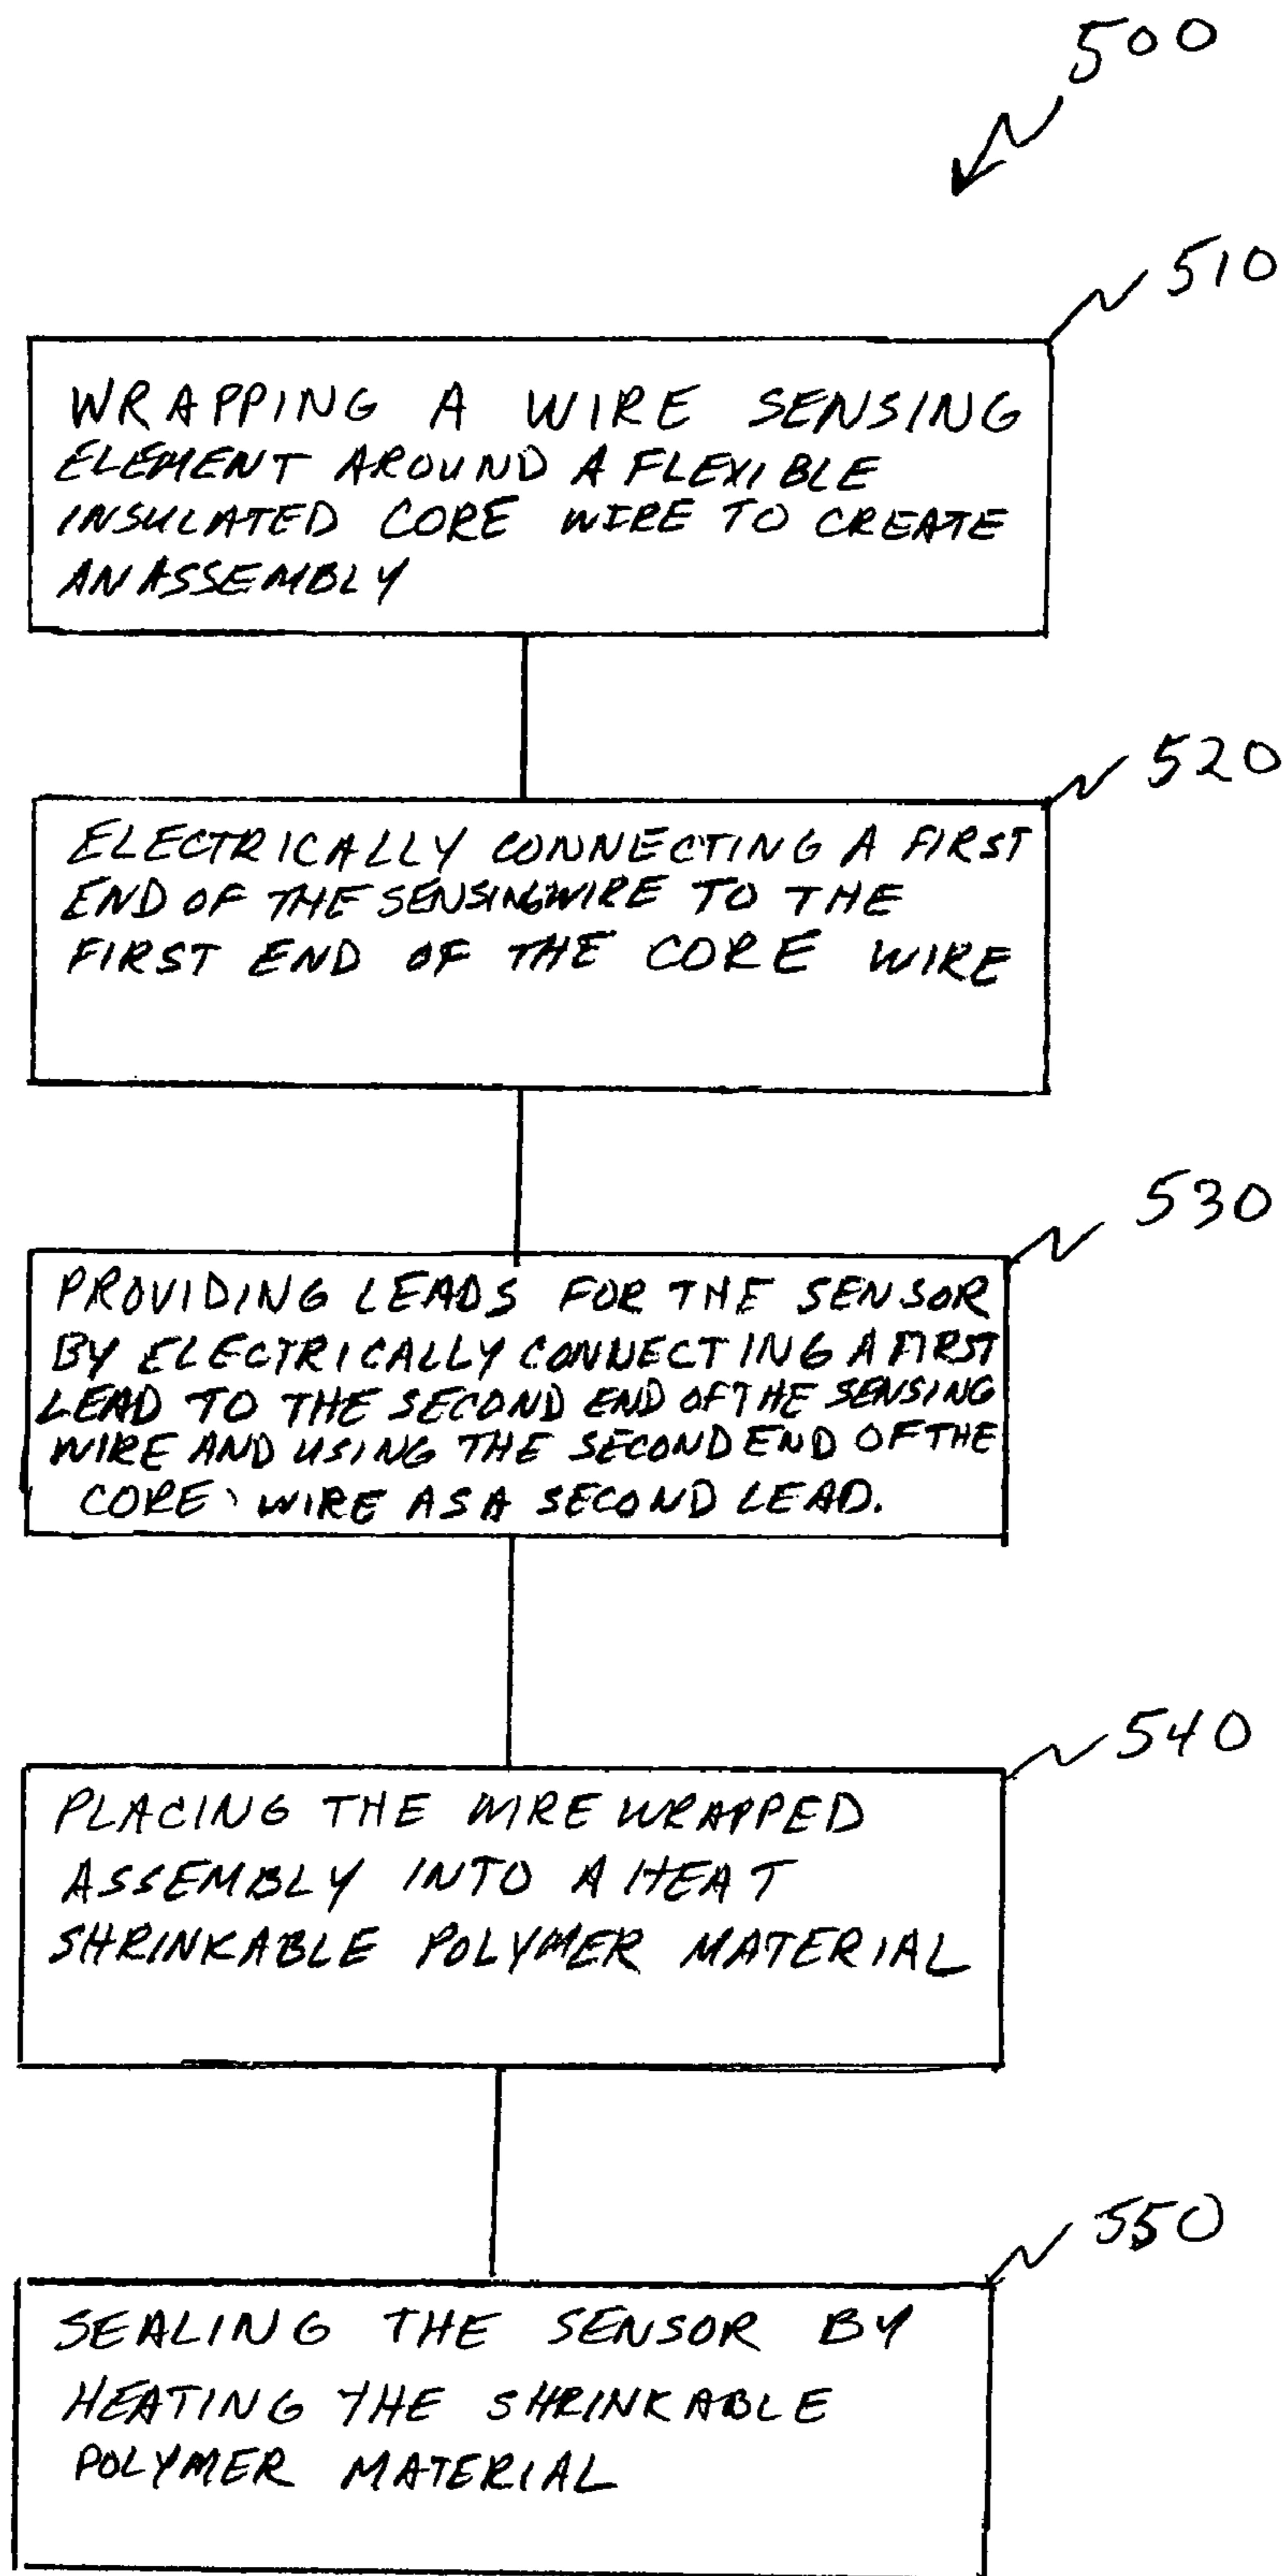 500
510
WRAPPING A WIRE SENSING
ELEMENT AROUND A FLEXIBLE
INSULATED CORE WIRE TO CREATE
AN ASSEMBLY
520
ELECTRICALLY CONNECTING A FIRST
END OF THE SENSING WIRE TO THE
FIRST END OF THE CORE WIRE
530
PROVIDING LEADS FOR THE SENSOR
BY ELECTRICALLY CONNECTING A FIRST
LEAD TO THE SECOND END OF THE SENSING
WIRE AND USING THE SECOND END OF THE
CORE WIRE AS A SECOND LEAD.
540
PLACING THE WIRE WRAPPED
ASSEMBLY INTO A HEAT
SHRINKABLE POLYMER MATERIAL
550
SEALING THE SENSOR BY
HEATING THE SHRINKABLE
POLYMER MATERIAL